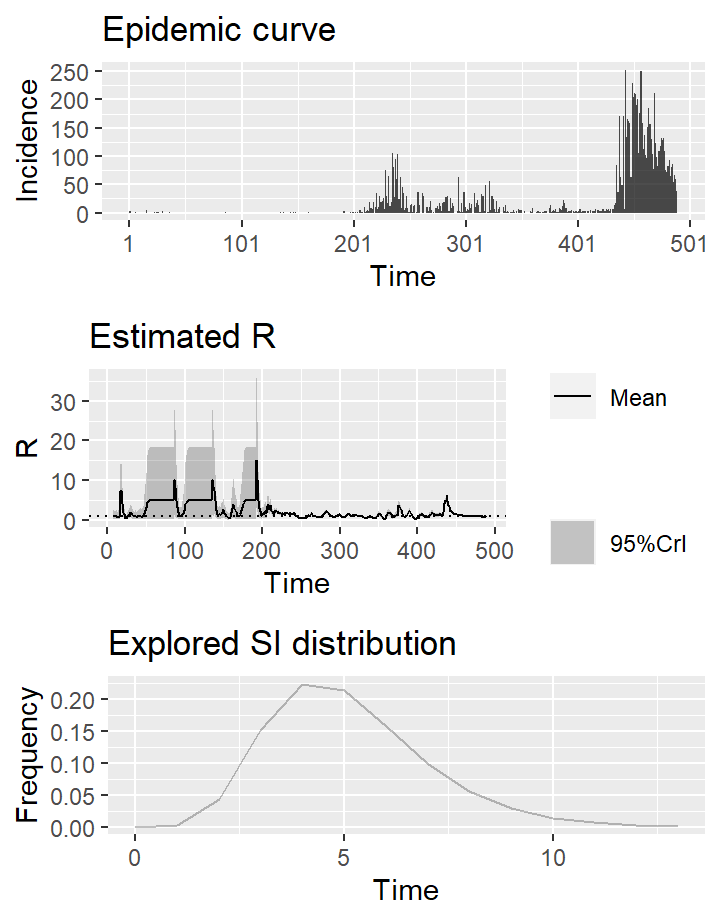 Epidemic curve
250
200
150
100
50
0
Incidence
1 101 201 301 401 501
Time
Estimated R
30
20
10
0
R
0 100 200 300 400 500
Time
Mean
95%CrI
Explored SI distribution
0.20
0.15
0.10
0.05
0.00
Frequency
0 5 10
Time